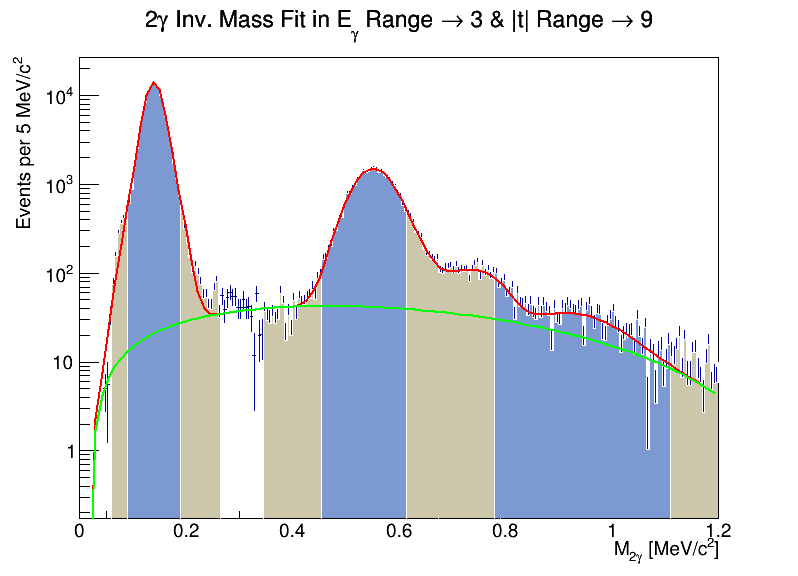 2γ Inv. Mass Fit in Eγ Range → 3 & |t| Range → 9
Events per 5 MeV/c²
10⁴
10³
10²
10
1
0 0.2 0.4 0.6 0.8 1 1.2
M2γ [MeV/c²]